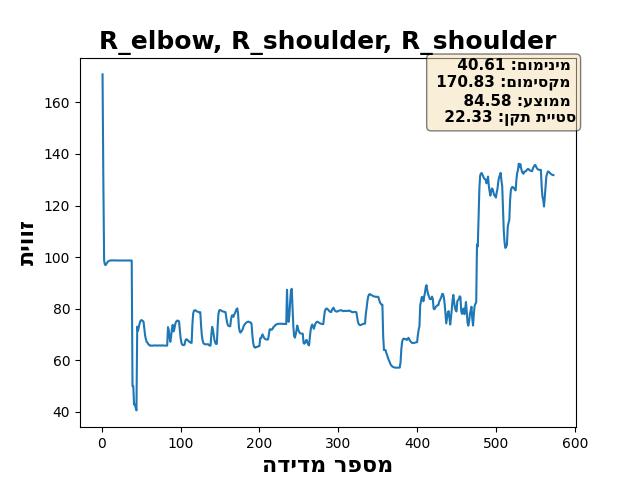 R_elbow, R_shoulder, R_shoulder
מינימום: 40.61
מקסימום: 170.83
ממוצע: 84.58
סטיית תקן: 22.33
זווית
160
140
120
100
80
60
40
0 100 200 300 400 500 600
מספר מדידה